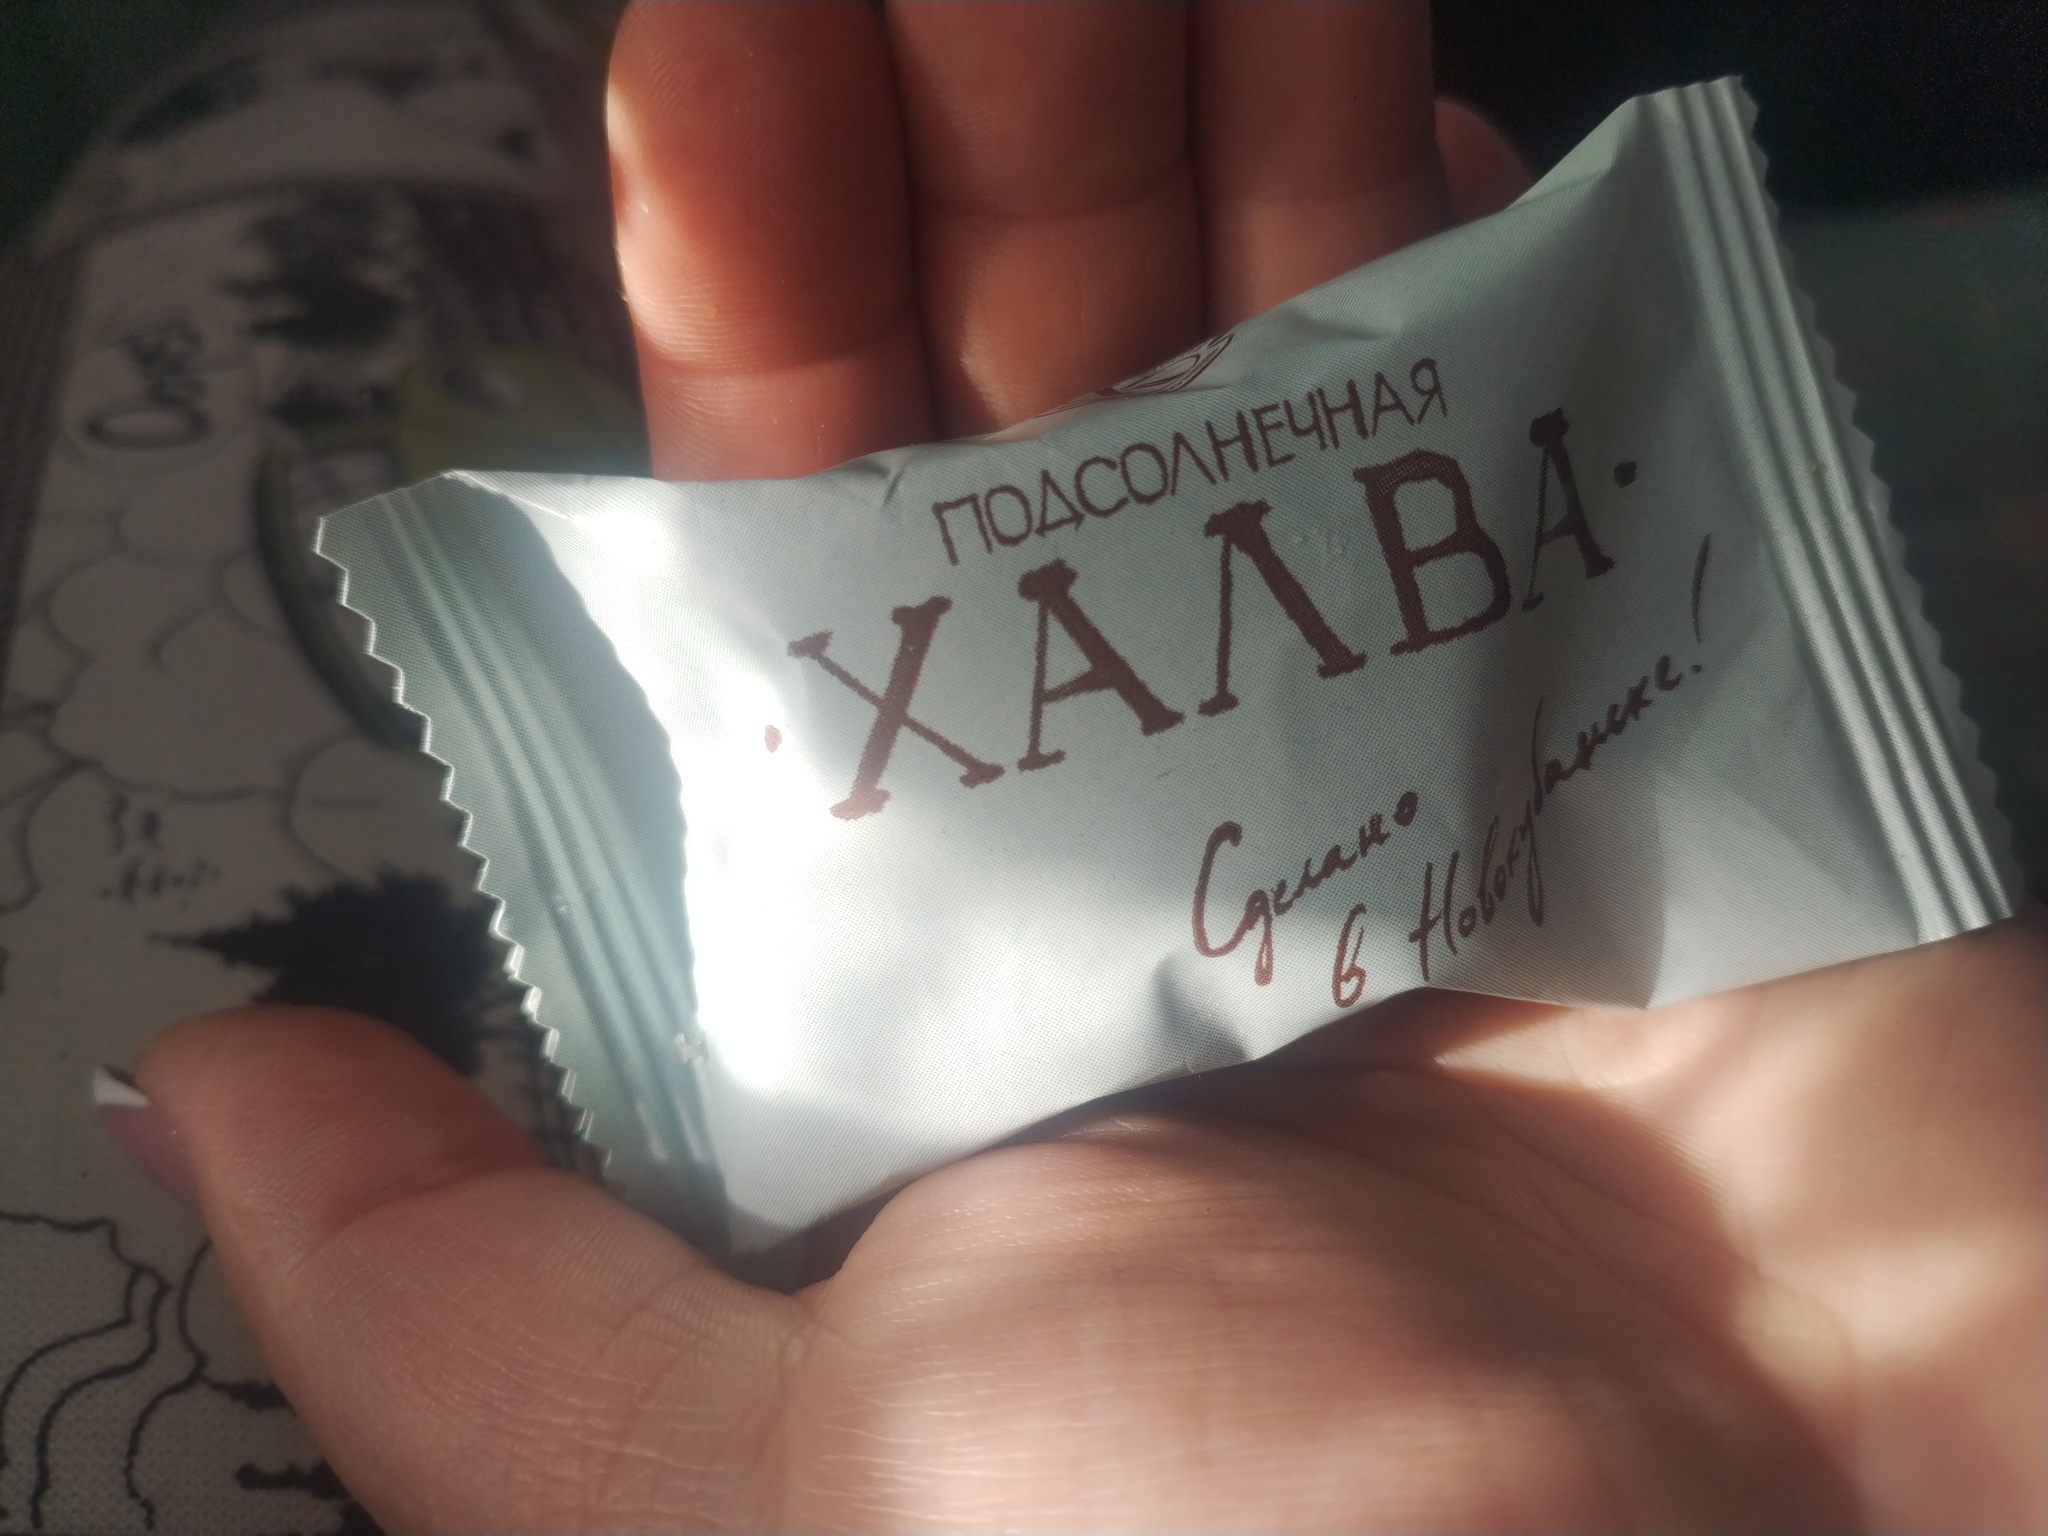 ПОДСОЛНЕЧНАЯ
·ХАЛВА·
Сделано
в Новокубанске!